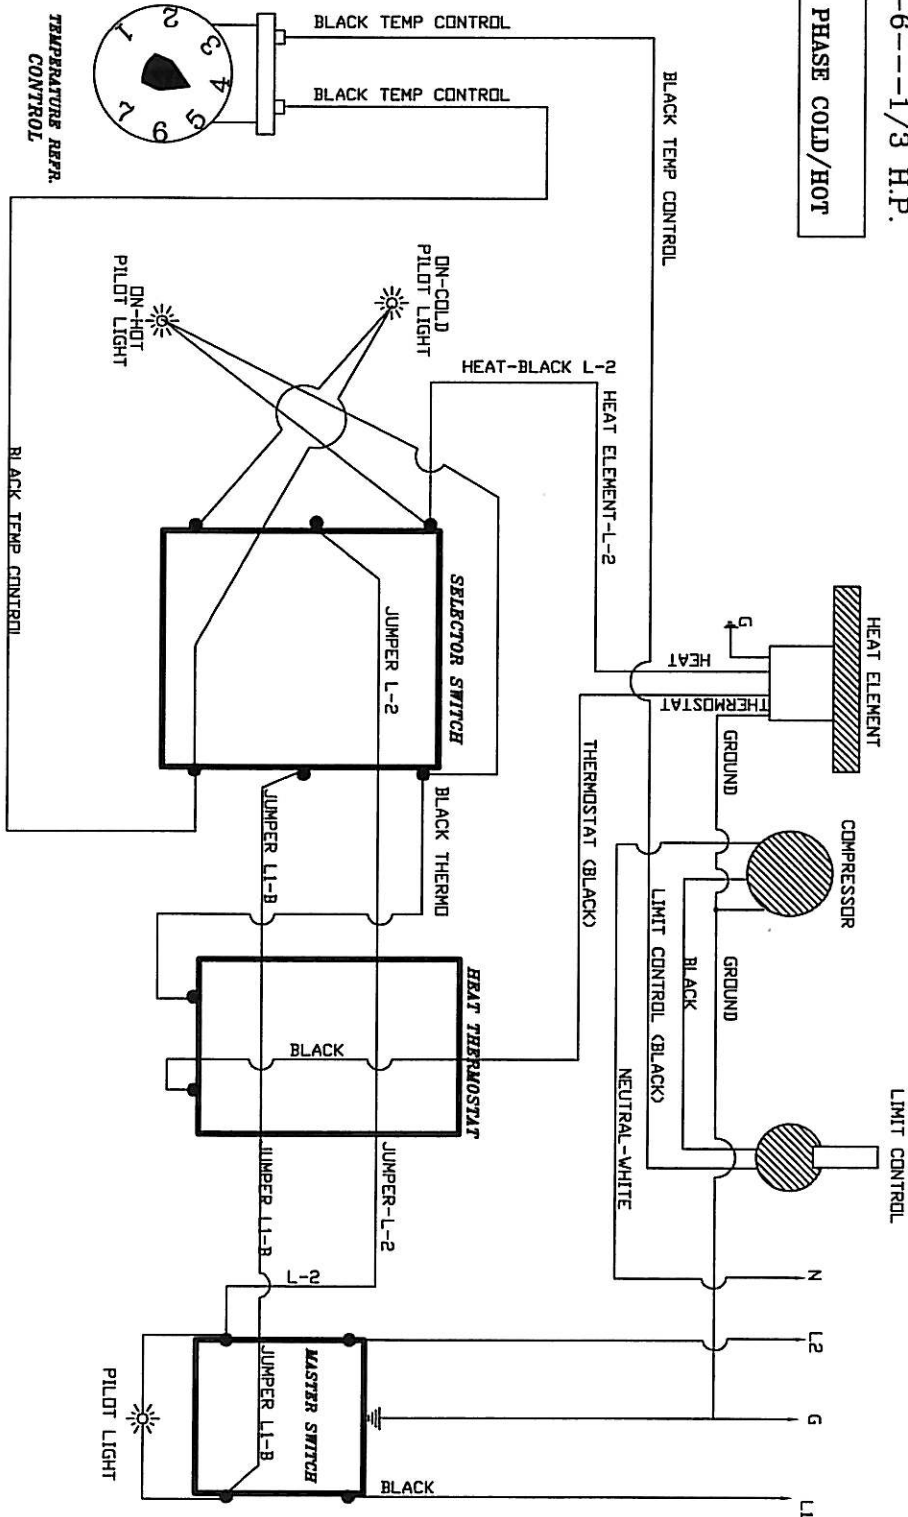 -6---1/3 H.P.
PHASE COLD/HOT
BLACK TEMP CONTROL
BLACK TEMP CONTROL
BLACK TEMP CONTROL
1 2 3 4 5 6 7
TEMPERATURE REFR.
CONTROL
BLACK TEMP CONTROL
ON-COLD
PILOT LIGHT
ON-HOT
PILOT LIGHT
HEAT-BLACK L-2
HEAT ELEMENT-L-2
SELECTOR SWITCH
JUMPER L-2
HEAT ELEMENT
G
HEAT
THERMOSTAT
GROUND
THERMOSTAT (BLACK)
BLACK THERMO
JUMPER L1-B
COMPRESSOR
GROUND
BLACK
LIMIT CONTROL (BLACK)
NEUTRAL-WHITE
HEAT THERMOSTAT
BLACK
LIMIT CONTROL
JUMPER-L-2
JUMPER L1-B
L-2
N
L2
G
L1
MASTER SWITCH
JUMPER L1-B
BLACK
PILOT LIGHT